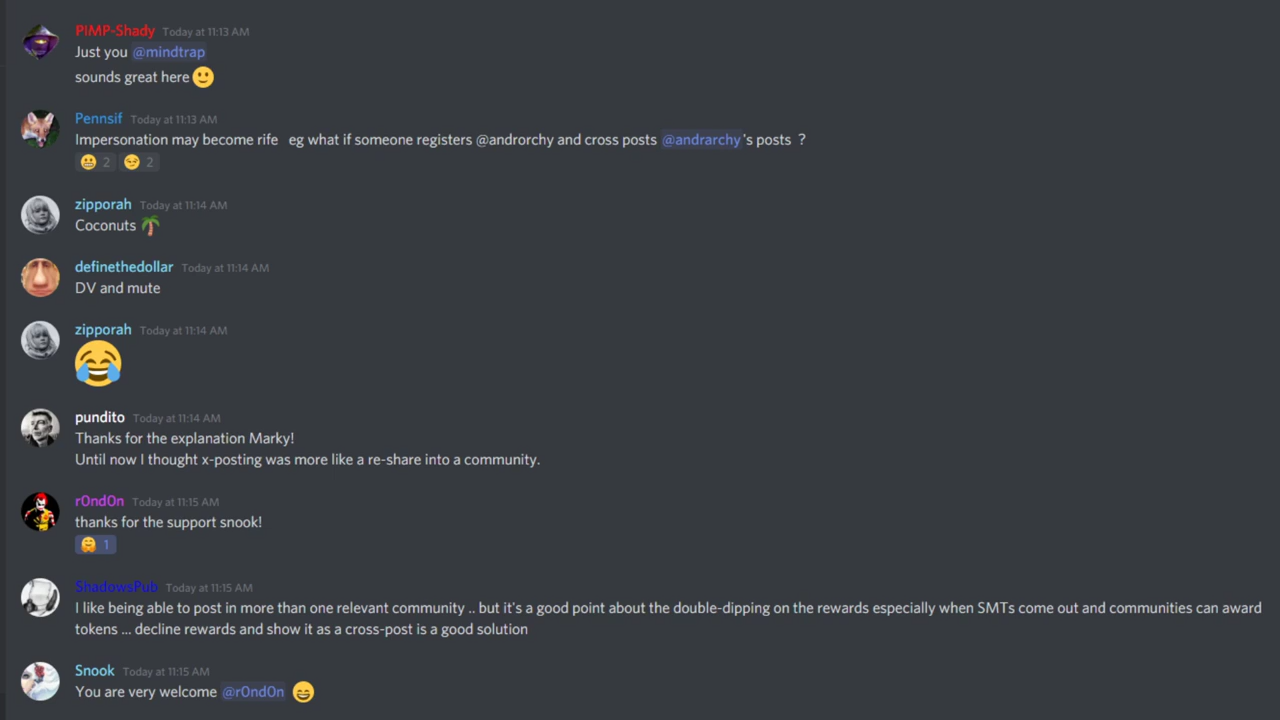 PIMP-Shady Today at 11:13 AM
Just you @mindtrap
sounds great here
Pennsif Today at 11:13 AM
Impersonation may become rife eg what if someone registers @androrchy and cross posts @andrarchy's posts ?
2 2
zipporah Today at 11:14 AM
Coconuts
definethedollar Today at 11:14 AM
DV and mute
zipporah Today at 11:14 AM
pundito Today at 11:14 AM
Thanks for the explanation Marky!
Until now I thought x-posting was more like a re-share into a community.
r0nd0n Today at 11:15 AM
thanks for the support snook!
1
ShadowsPub Today at 11:15 AM
I like being able to post in more than one relevant community .. but it's a good point about the double-dipping on the rewards especially when SMTs come out and communities can award
tokens ... decline rewards and show it as a cross-post is a good solution
Snook Today at 11:15 AM
You are very welcome @r0nd0n